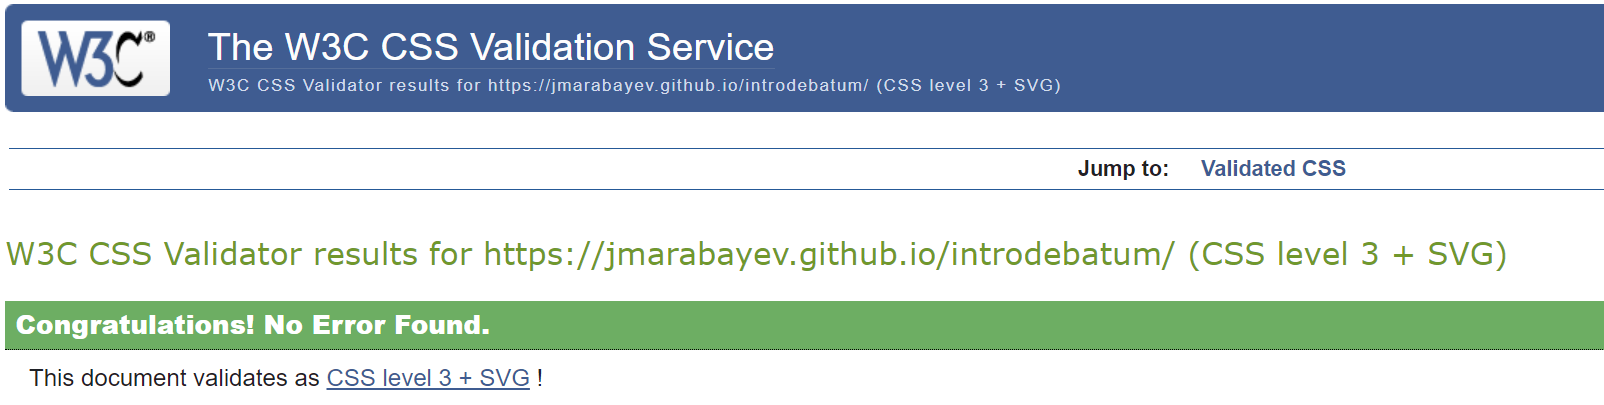 W3C®
The W3C CSS Validation Service
W3C CSS Validator results for https://jmarabayev.github.io/introdebatum/ (CSS level 3 + SVG)
Jump to: Validated CSS
W3C CSS Validator results for https://jmarabayev.github.io/introdebatum/ (CSS level 3 + SVG)
Congratulations! No Error Found.
This document validates as CSS level 3 + SVG !